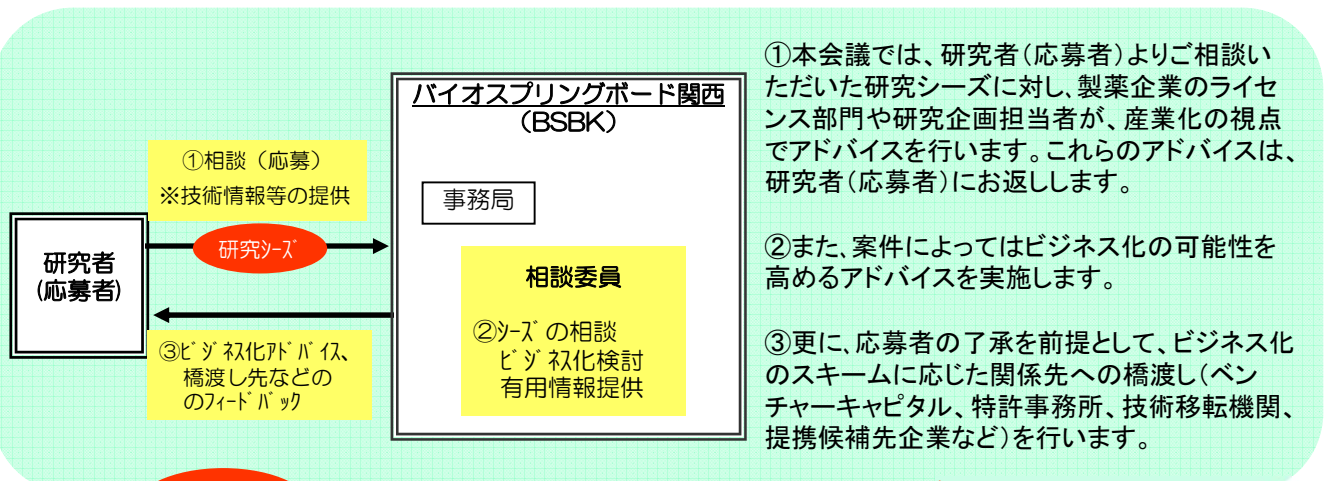 ①相談（応募）
※技術情報等の提供
研究者
(応募者)
研究ｼｰｽﾞ
③ﾋﾞｼﾞﾈｽ化ｱﾄﾞﾊﾞｲｽ、
橋渡し先などの
のﾌｨｰﾄﾞﾊﾞｯｸ
バイオスプリングボード関西
（BSBK）
事務局
相談委員
②ｼｰｽﾞの相談
ﾋﾞｼﾞﾈｽ化検討
有用情報提供
①本会議では、研究者（応募者）よりご相談い
ただいた研究シーズに対し、製薬企業のライセ
ンス部門や研究企画担当者が、産業化の視点
でアドバイスを行います。これらのアドバイスは、
研究者（応募者）にお返しします。
②また、案件によってはビジネス化の可能性を
高めるアドバイスを実施します。
③更に、応募者の了承を前提として、ビジネス化
のスキームに応じた関係先への橋渡し（ベン
チャーキャピタル、特許事務所、技術移転機関、
提携候補先企業など）を行います。